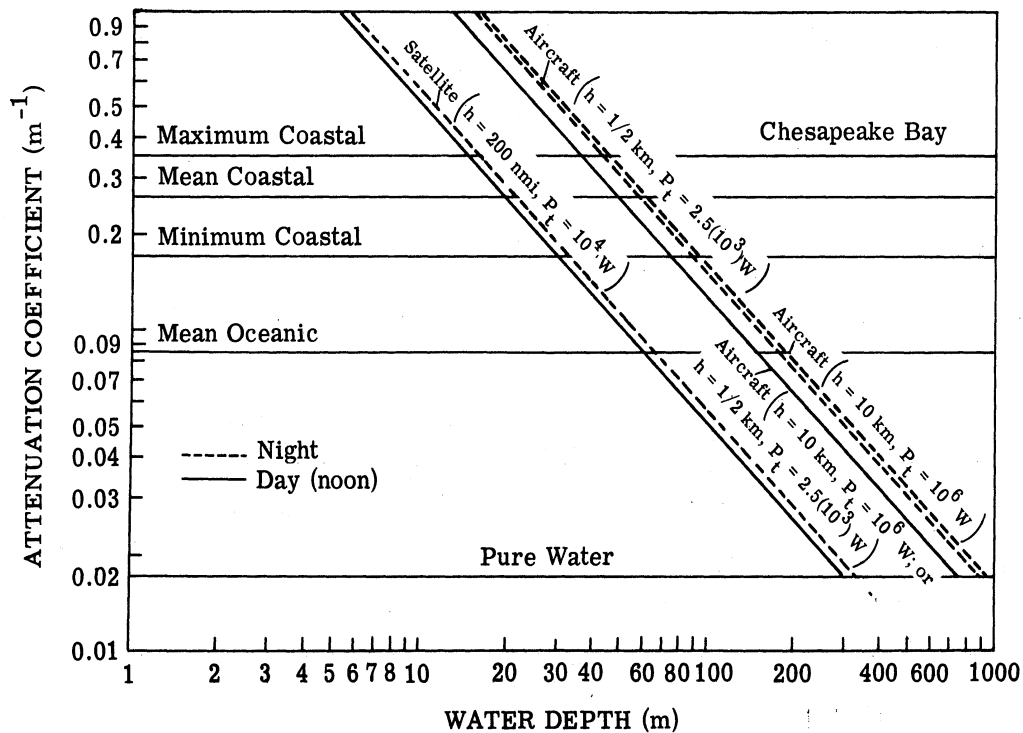 ATTENUATION COEFFICIENT (m⁻¹)
0.9
0.7
0.5
0.4
0.3
0.2
0.09
0.07
0.05
0.04
0.03
0.02
0.01
Maximum Coastal
Chesapeake Bay
Mean Coastal
Minimum Coastal
Mean Oceanic
Pure Water
Night
Day (noon)
Satellite (h = 200 nmi, Pt = 10⁴ W)
Aircraft (h = 1/2 km, Pt = 2.5(10³)W)
Aircraft (h = 10 km, Pt = 10⁶ W)
Aircraft (h = 10 km, Pt = 10⁶ W; or
h = 1/2 km, Pt = 2.5(10³) W)
1 2 3 4 5 6 7 8 10 20 30 40 60 80 100 200 400 600 1000
WATER DEPTH (m)